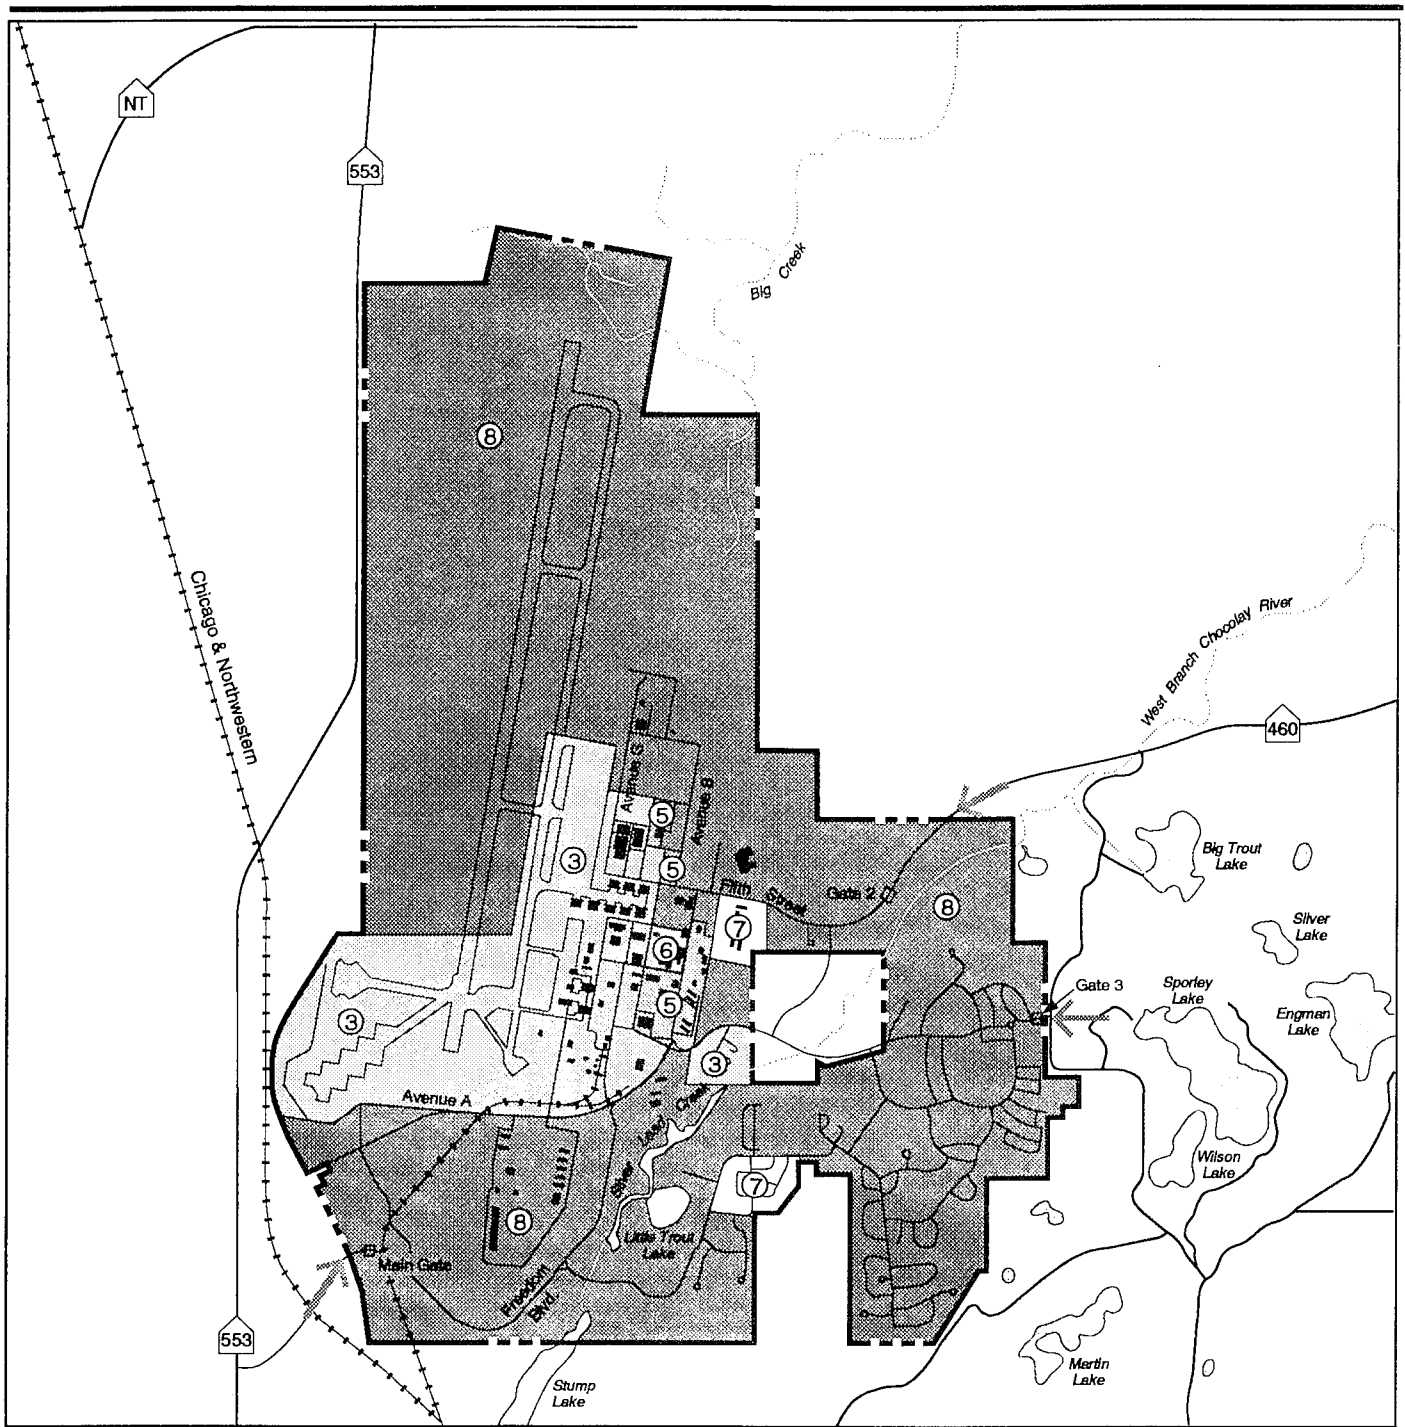 NT
553
Big Creek
8
Chicago & Northwestern
West Branch Chocolay River
460
Avenue G
Avenue B
5
3
5
Big Trout
Lake
Fifth Street
Gate 2
8
7
6
Silver
Lake
5
Gate 3
Sporley
Lake
Engman
Lake
3
3
Avenue A
Silver Lead Creek
Wilson
Lake
7
8
Little Trout
Lake
Main Gate
Freedom
Blvd.
553
Martin
Lake
Stump
Lake